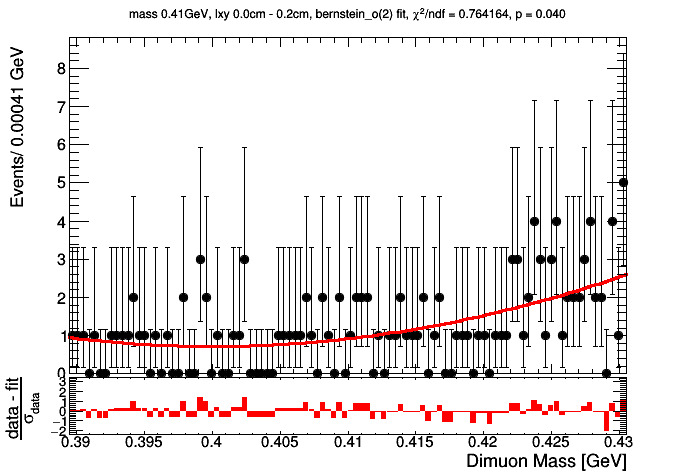 mass 0.41GeV, lxy 0.0cm - 0.2cm, bernstein_o(2) fit, χ²/ndf = 0.764164, p = 0.040
Events/ 0.00041 GeV
8
7
6
5
4
3
2
1
0
data - fit
σdata
3
2
1
0
−1
−2
0.39 0.395 0.4 0.405 0.41 0.415 0.42 0.425 0.43
Dimuon Mass [GeV]